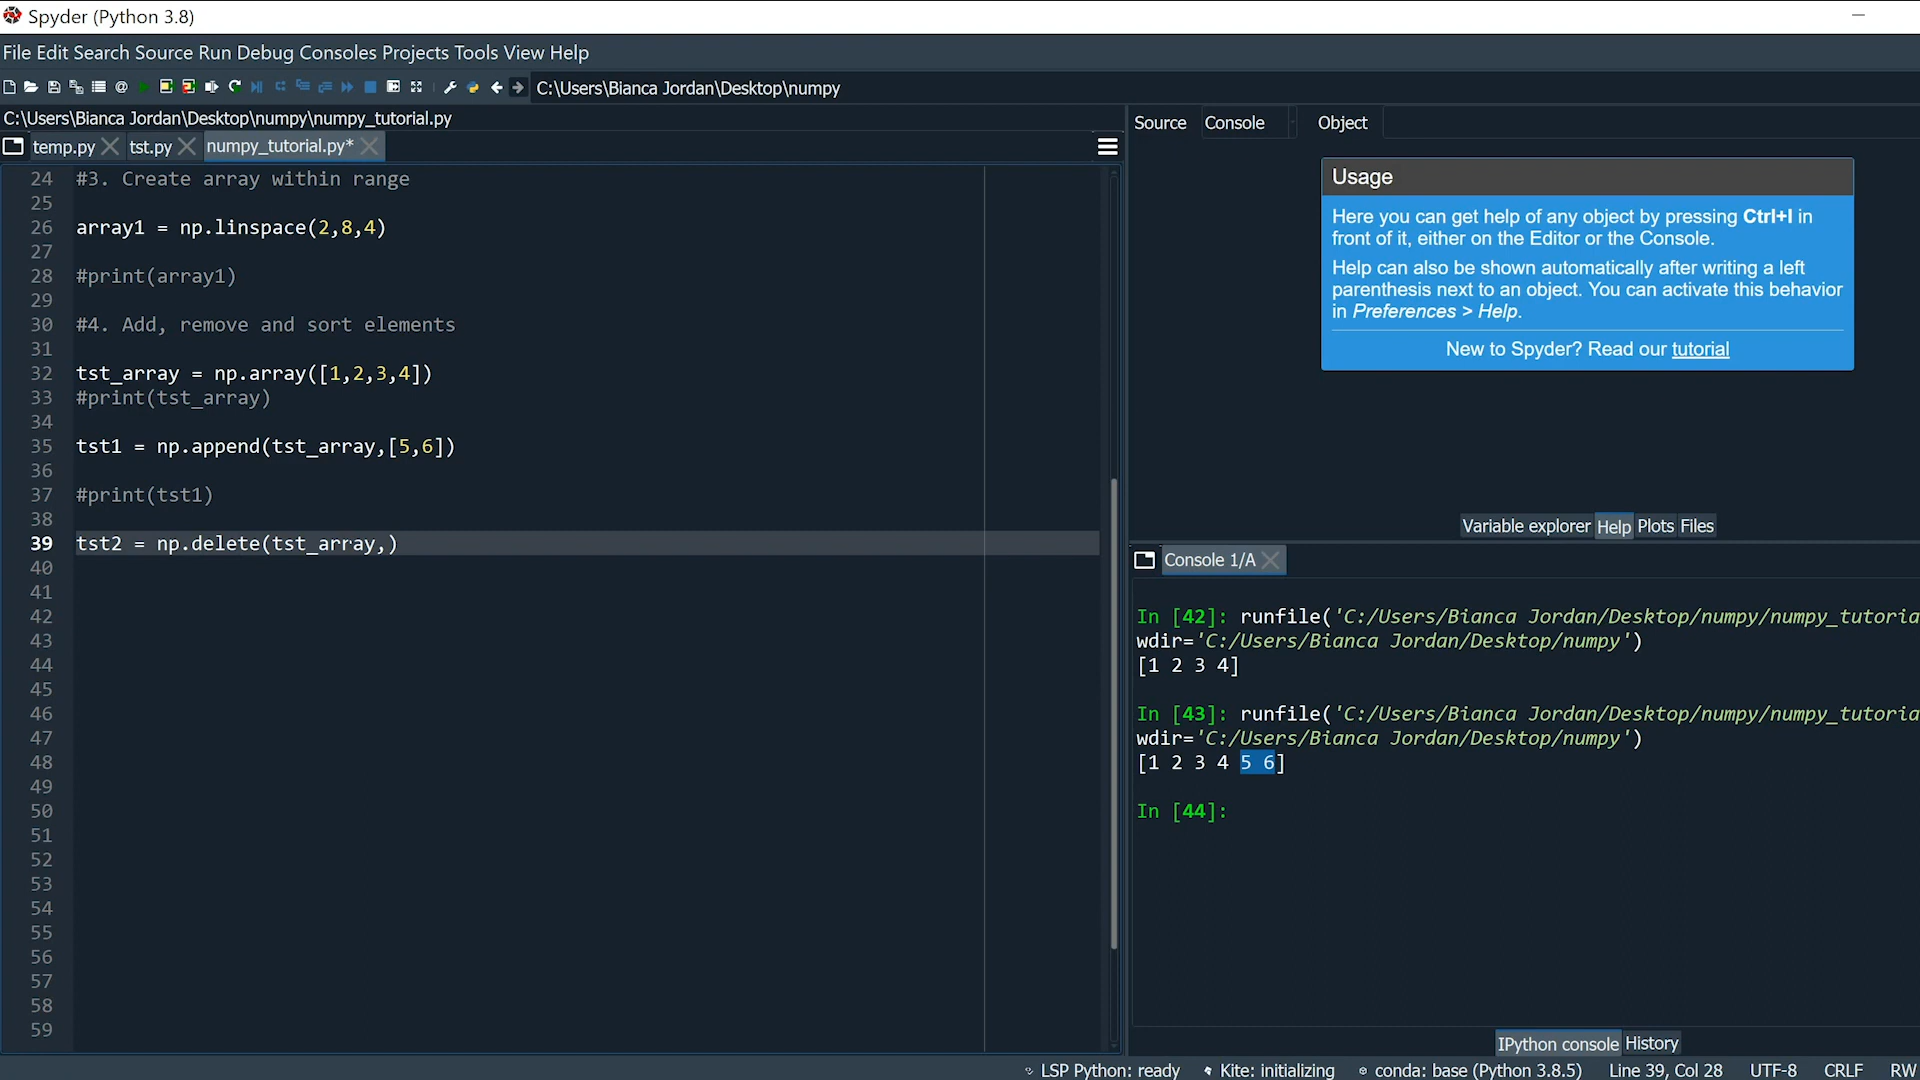 Spyder (Python 3.8)
File Edit Search Source Run Debug Consoles Projects Tools View Help
C:\Users\Bianca Jordan\Desktop\numpy
C:\Users\Bianca Jordan\Desktop\numpy\numpy_tutorial.py
temp.py tst.py numpy_tutorial.py*
24 #3. Create array within range
25
26 array1 = np.linspace(2,8,4)
27
28 #print(array1)
29
30 #4. Add, remove and sort elements
31
32 tst_array = np.array([1,2,3,4])
33 #print(tst_array)
34
35 tst1 = np.append(tst_array,[5,6])
36
37 #print(tst1)
38
39 tst2 = np.delete(tst_array,)
40
41
42
43
44
45
46
47
48
49
50
51
52
53
54
55
56
57
58
59
Source Console Object
Usage
Here you can get help of any object by pressing Ctrl+I in
front of it, either on the Editor or the Console.
Help can also be shown automatically after writing a left
parenthesis next to an object. You can activate this behavior
in Preferences > Help.
New to Spyder? Read our tutorial
Variable explorer Help Plots Files
Console 1/A
In [42]: runfile('C:/Users/Bianca Jordan/Desktop/numpy/numpy_tutoria
wdir='C:/Users/Bianca Jordan/Desktop/numpy')
[1 2 3 4]
In [43]: runfile('C:/Users/Bianca Jordan/Desktop/numpy/numpy_tutoria
wdir='C:/Users/Bianca Jordan/Desktop/numpy')
[1 2 3 4 5 6]
In [44]:
IPython console History
LSP Python: ready Kite: initializing conda: base (Python 3.8.5) Line 39, Col 28 UTF-8 CRLF RW